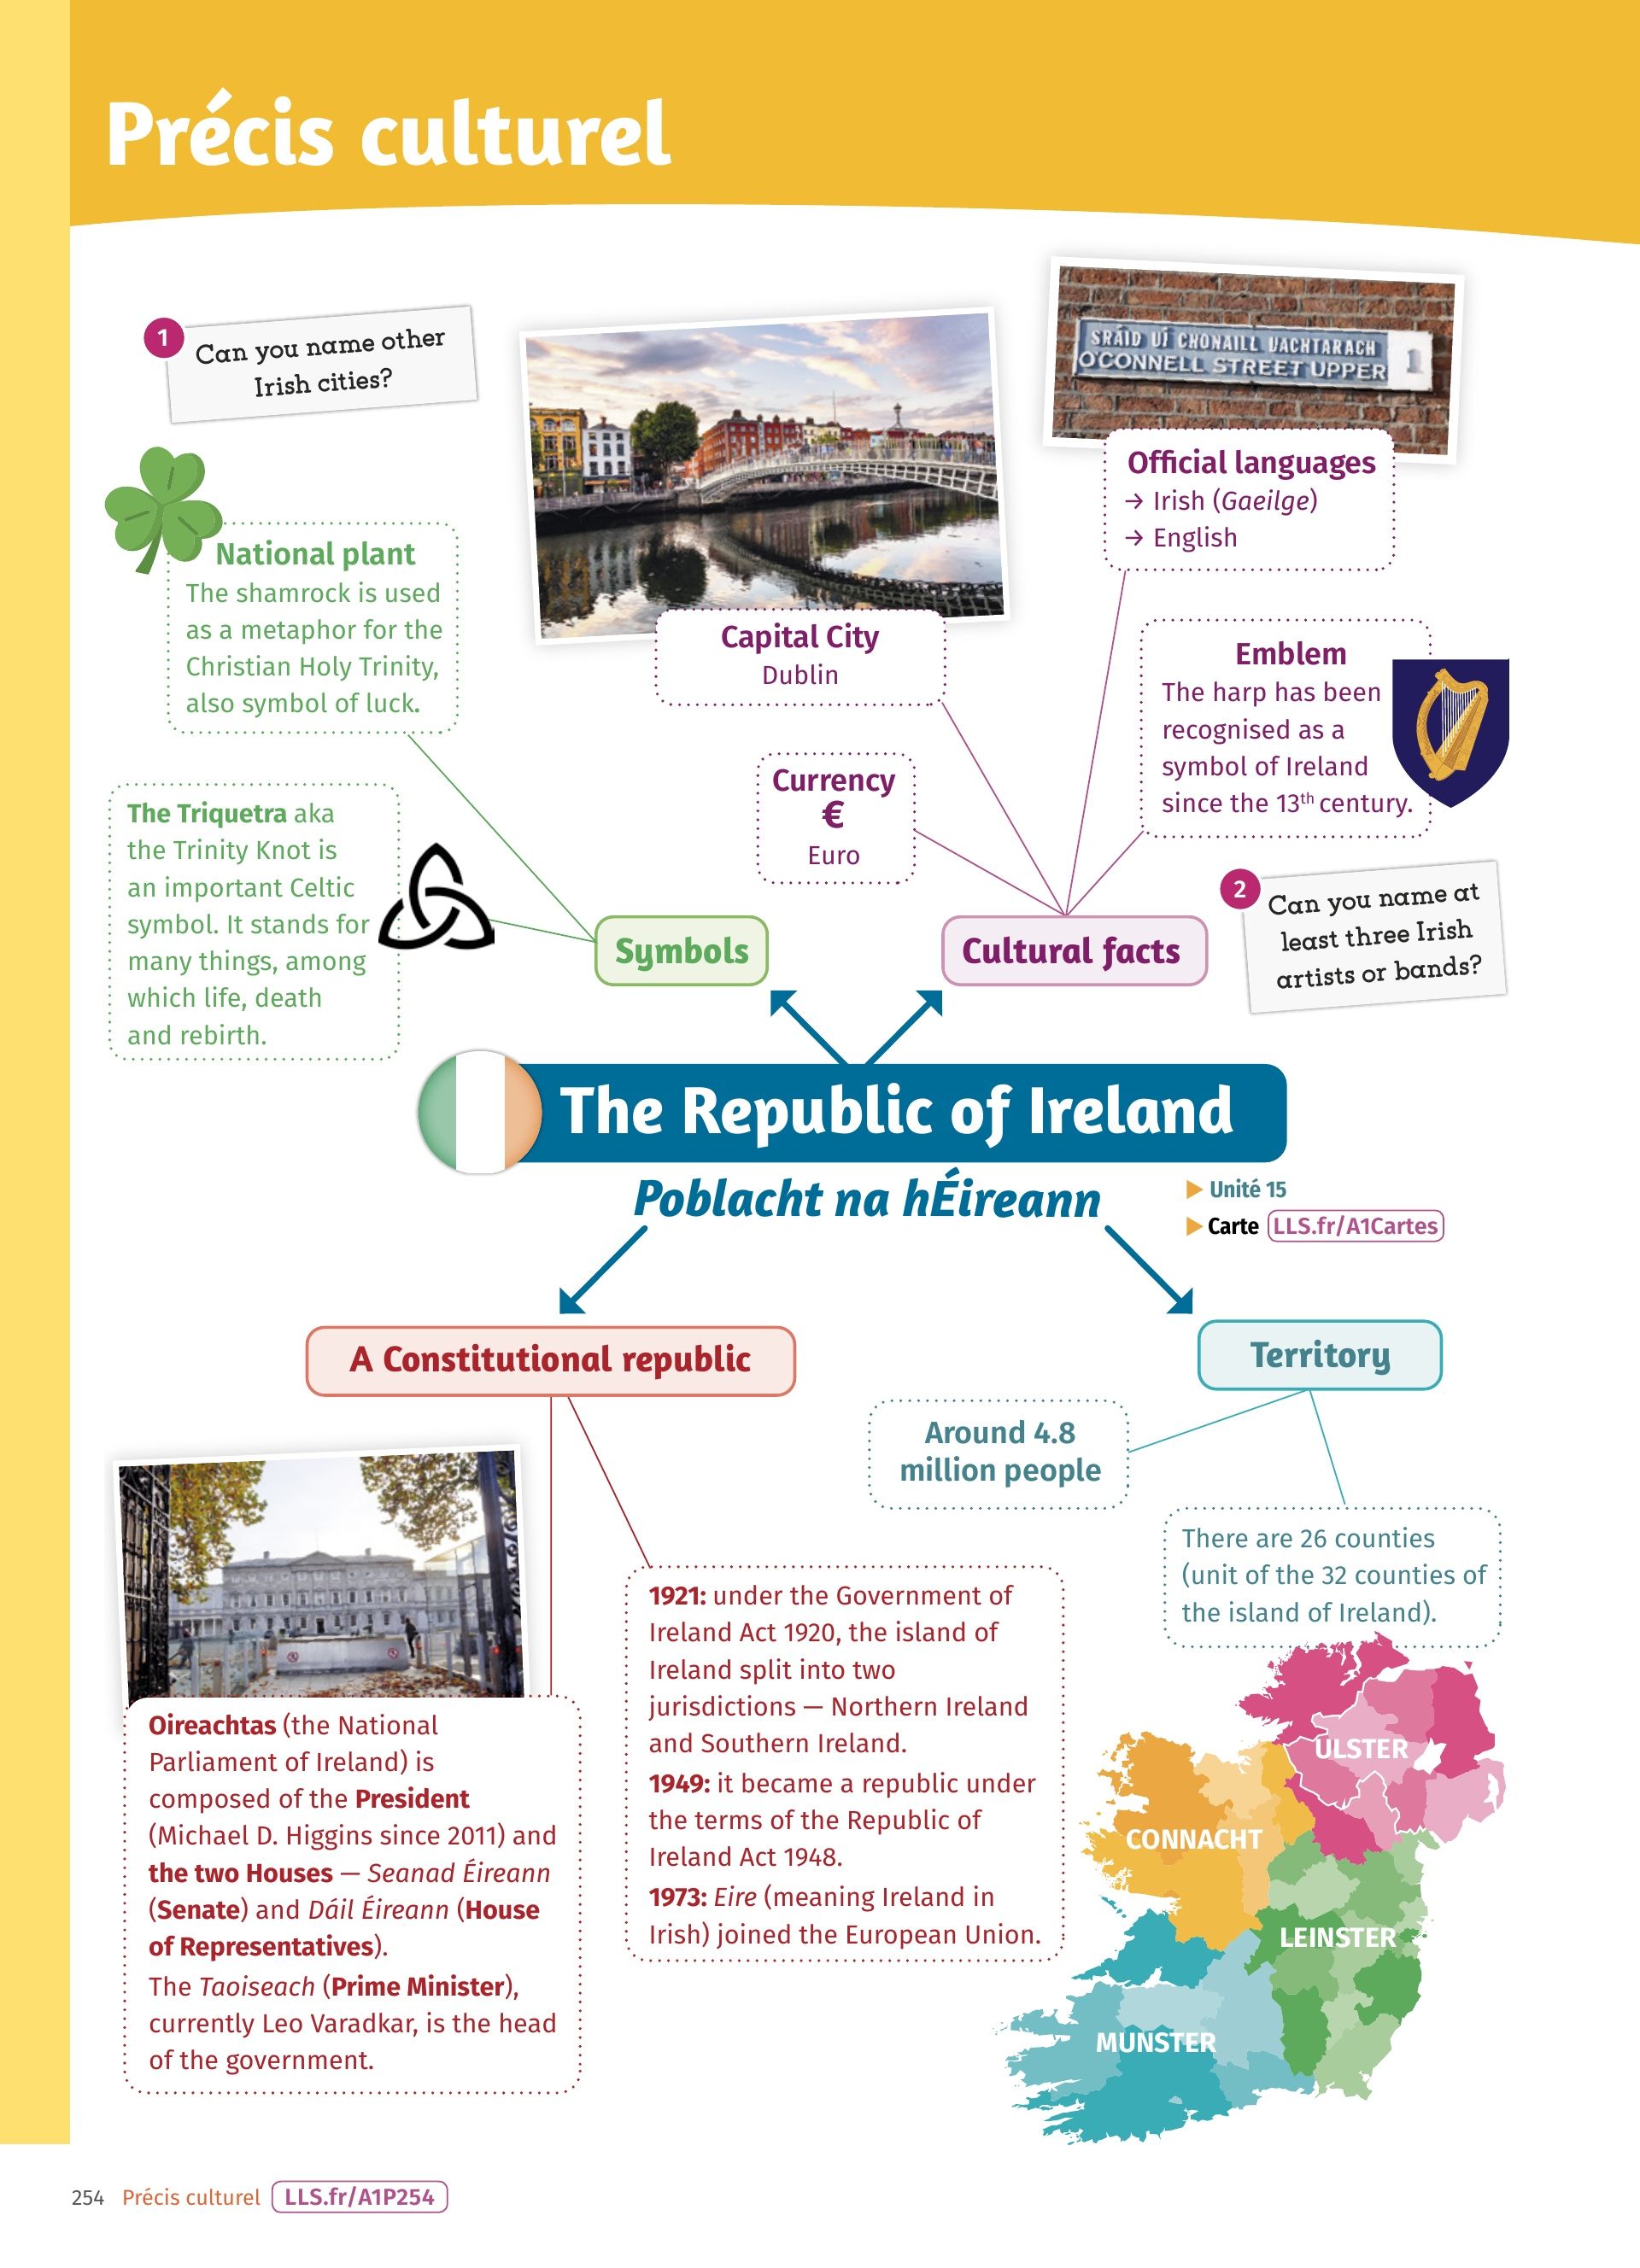 Précis culturel
1
Can you name other
Irish cities?
SRÁID UÍ CHONAILL UACHTARACH
O'CONNELL STREET UPPER
1
Official languages
→ Irish (Gaeilge)
→ English
National plant
The shamrock is used
as a metaphor for the
Christian Holy Trinity,
also symbol of luck.
Capital City
Dublin
Emblem
The harp has been
recognised as a
symbol of Ireland
since the 13th century.
Currency
€
Euro
The Triquetra aka
the Trinity Knot is
an important Celtic
symbol. It stands for
many things, among
which life, death
and rebirth.
2
Can you name at
least three Irish
artists or bands?
Symbols
Cultural facts
The Republic of Ireland
Poblacht na hÉireann
Unité 15
Carte LLS.fr/A1Cartes
A Constitutional republic
Territory
Around 4.8
million people
There are 26 counties
(unit of the 32 counties of
the island of Ireland).
1921: under the Government of
Ireland Act 1920, the island of
Ireland split into two
jurisdictions — Northern Ireland
and Southern Ireland.
1949: it became a republic under
the terms of the Republic of
Ireland Act 1948.
1973: Eire (meaning Ireland in
Irish) joined the European Union.
Oireachtas (the National
Parliament of Ireland) is
composed of the President
(Michael D. Higgins since 2011) and
the two Houses — Seanad Éireann
(Senate) and Dáil Éireann (House
of Representatives).
The Taoiseach (Prime Minister),
currently Leo Varadkar, is the head
of the government.
ULSTER
CONNACHT
LEINSTER
MUNSTER
254 Précis culturel LLS.fr/A1P254